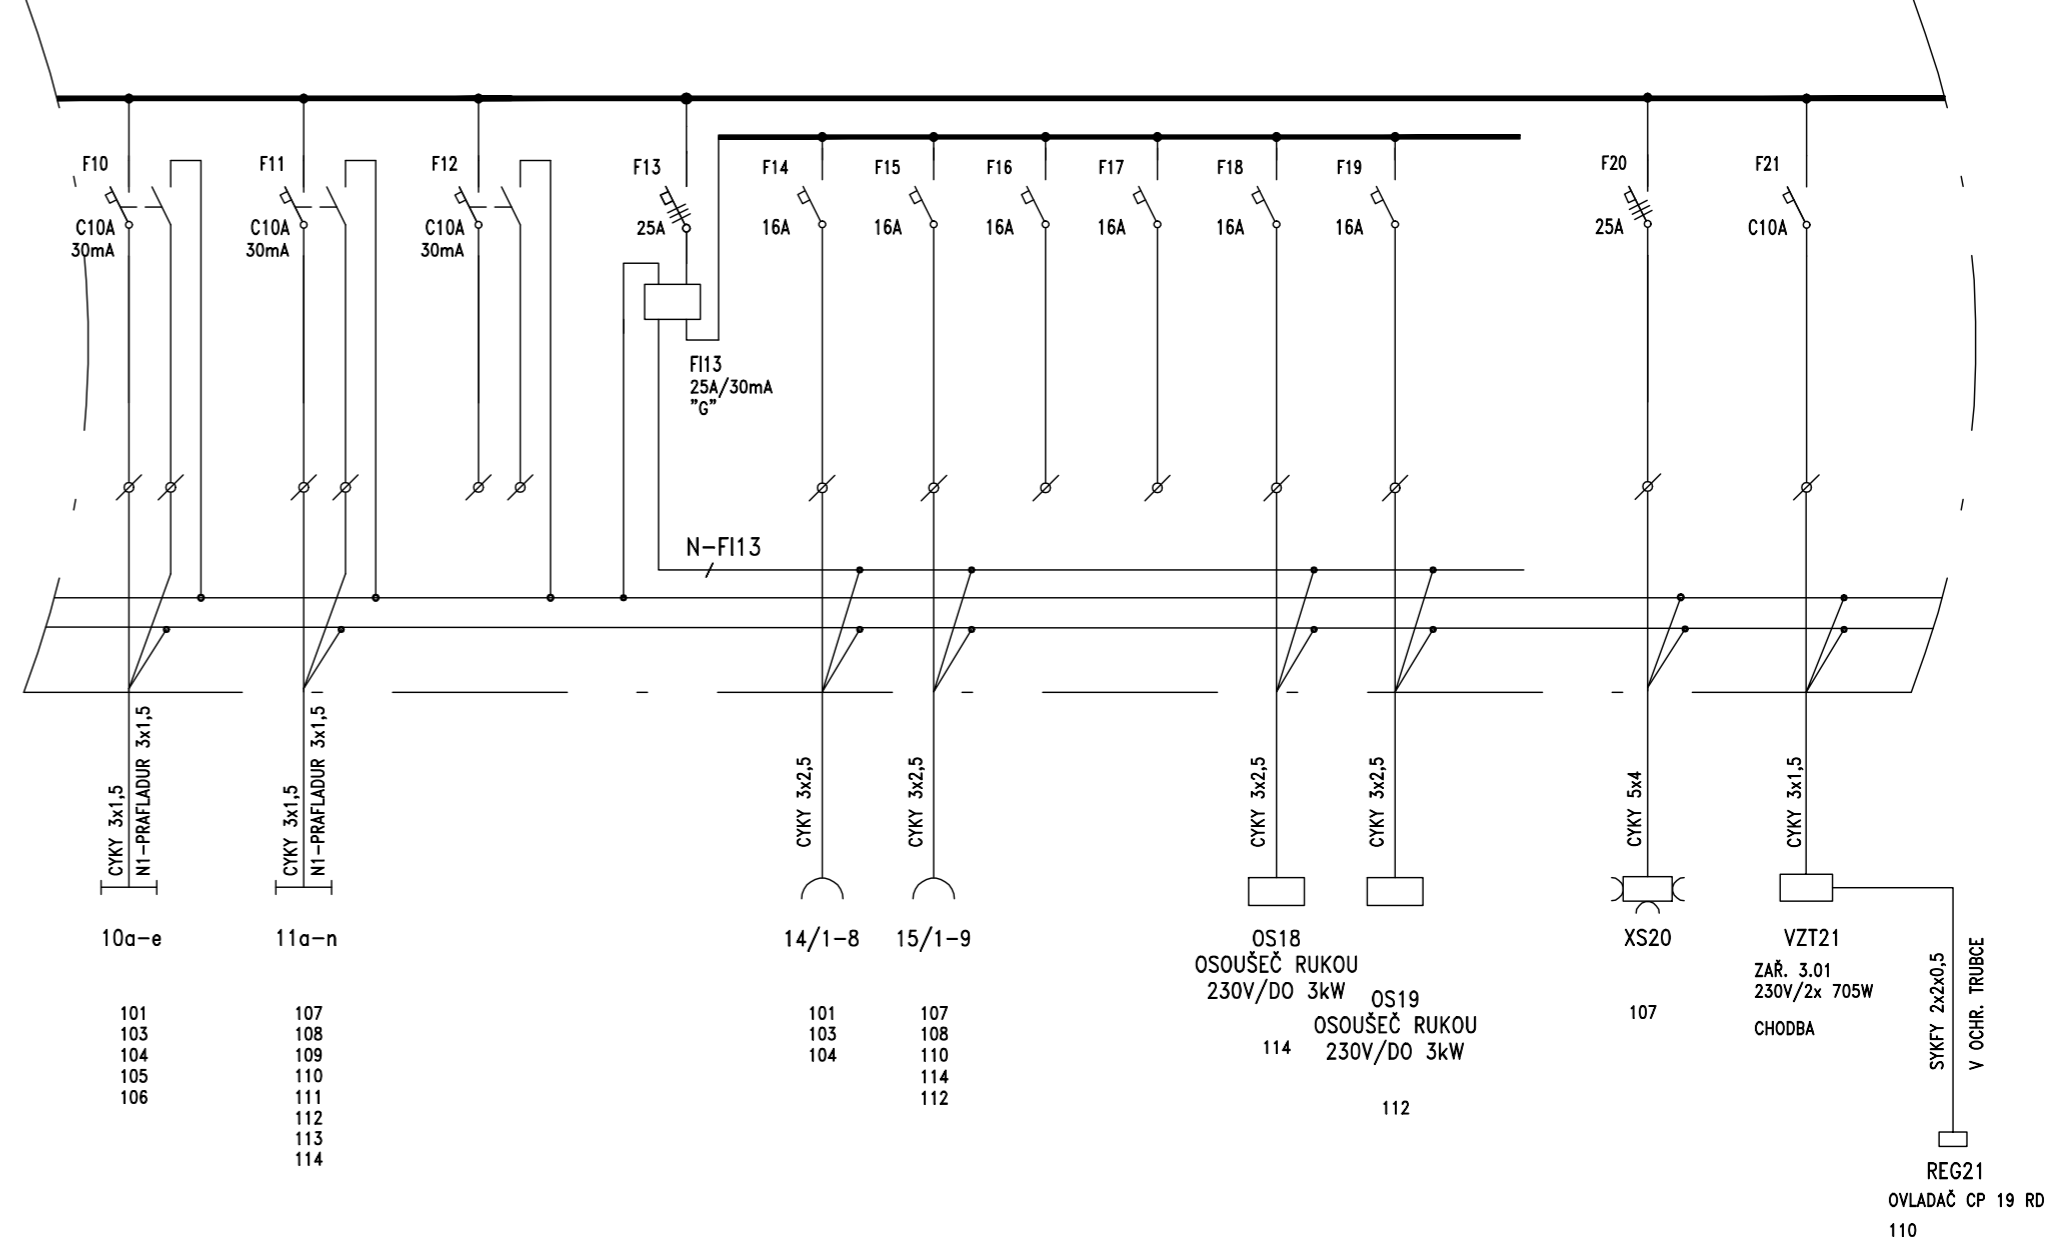 F10
C10A
30mA
F11
C10A
30mA
F12
C10A
30mA
F13
25A
FI13
25A/30mA
"G"
F14
16A
F15
16A
F16
16A
F17
16A
F18
16A
F19
16A
F20
25A
F21
C10A
N-FI13
CYKY 3x1,5
N1-PRAFLADUR 3x1,5
CYKY 3x1,5
N1-PRAFLADUR 3x1,5
CYKY 3x2,5
CYKY 3x2,5
CYKY 3x2,5
CYKY 3x2,5
CYKY 5x4
CYKY 3x1,5
10a-e
101
103
104
105
106
11a-n
107
108
109
110
111
112
113
114
14/1-8
101
103
104
15/1-9
107
108
110
114
112
OS18
OSOUŠEČ RUKOU
230V/DO 3kW
114
OS19
OSOUŠEČ RUKOU
230V/DO 3kW
112
XS20
107
VZT21
ZAŘ. 3.01
230V/2x 705W
CHODBA
SYKFY 2x2x0,5
V OCHR. TRUBCE
REG21
OVLADAČ CP 19 RD
110